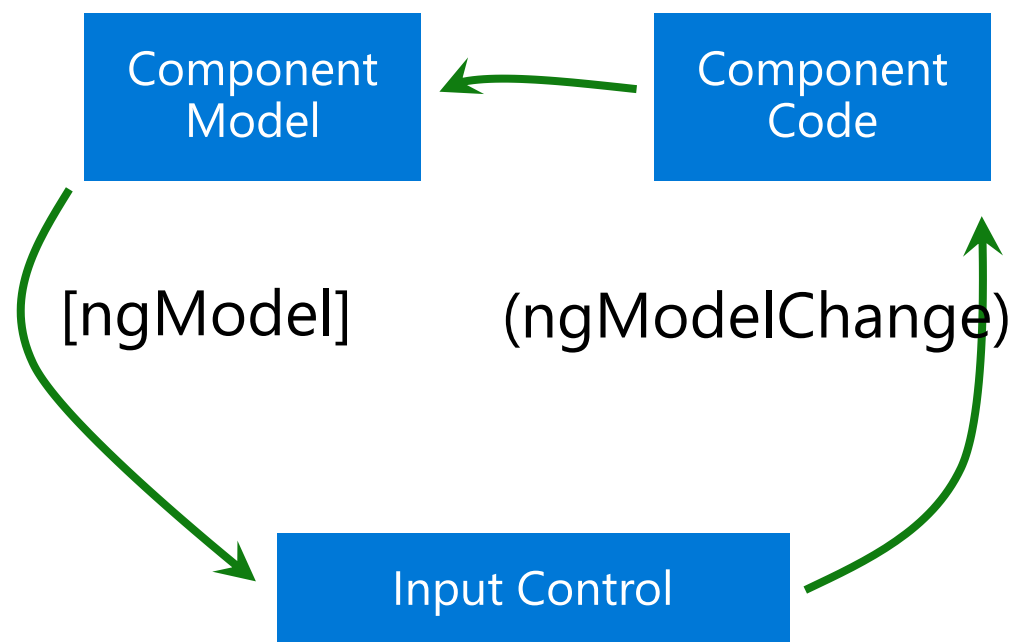 Component
Model
Component
Code
[ngModel]
(ngModelChange)
Input Control